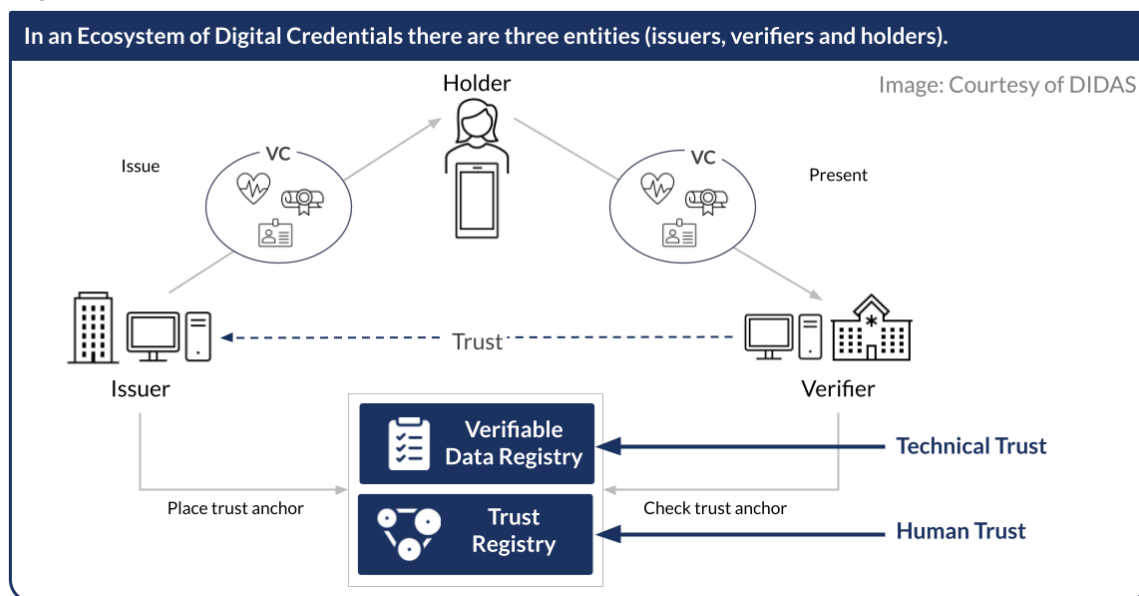 In an Ecosystem of Digital Credentials there are three entities (issuers, verifiers and holders).
Image: Courtesy of DIDAS
Holder
Issue
VC
VC
Present
Trust
Issuer
Verifier
Verifiable
Data Registry
Technical Trust
Place trust anchor
Check trust anchor
Trust
Registry
Human Trust